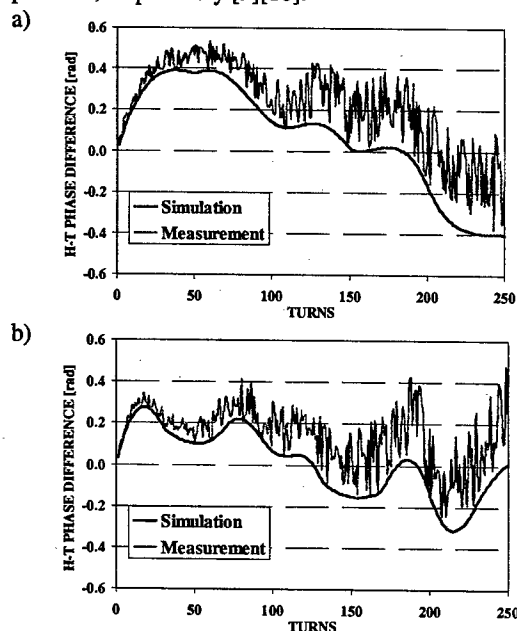 a)
0.6
0.4
0.2
0.0
-0.2
-0.4
0.6
H-T PHASE DIFFERENCE [rad]
Simulation
Measurement
0 50 100 150 200 250
TURNS
b)
0.6
0.4
0.2
0.0
-0.2
-0.4
-0.6
H-T PHASE DIFFERENCE [rad]
Simulation
Measurement
0 50 100 150 200 250
TURNS